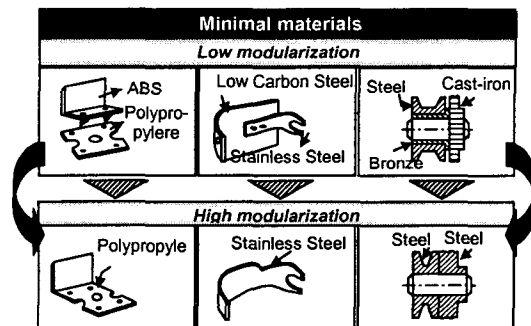 Minimal materials
Low modularization
ABS
Polypro-
pylere
Low Carbon Steel
Stainless Steel
Steel
Cast-iron
Bronze
High modularization
Polypropyle
Stainless Steel
Steel
Steel